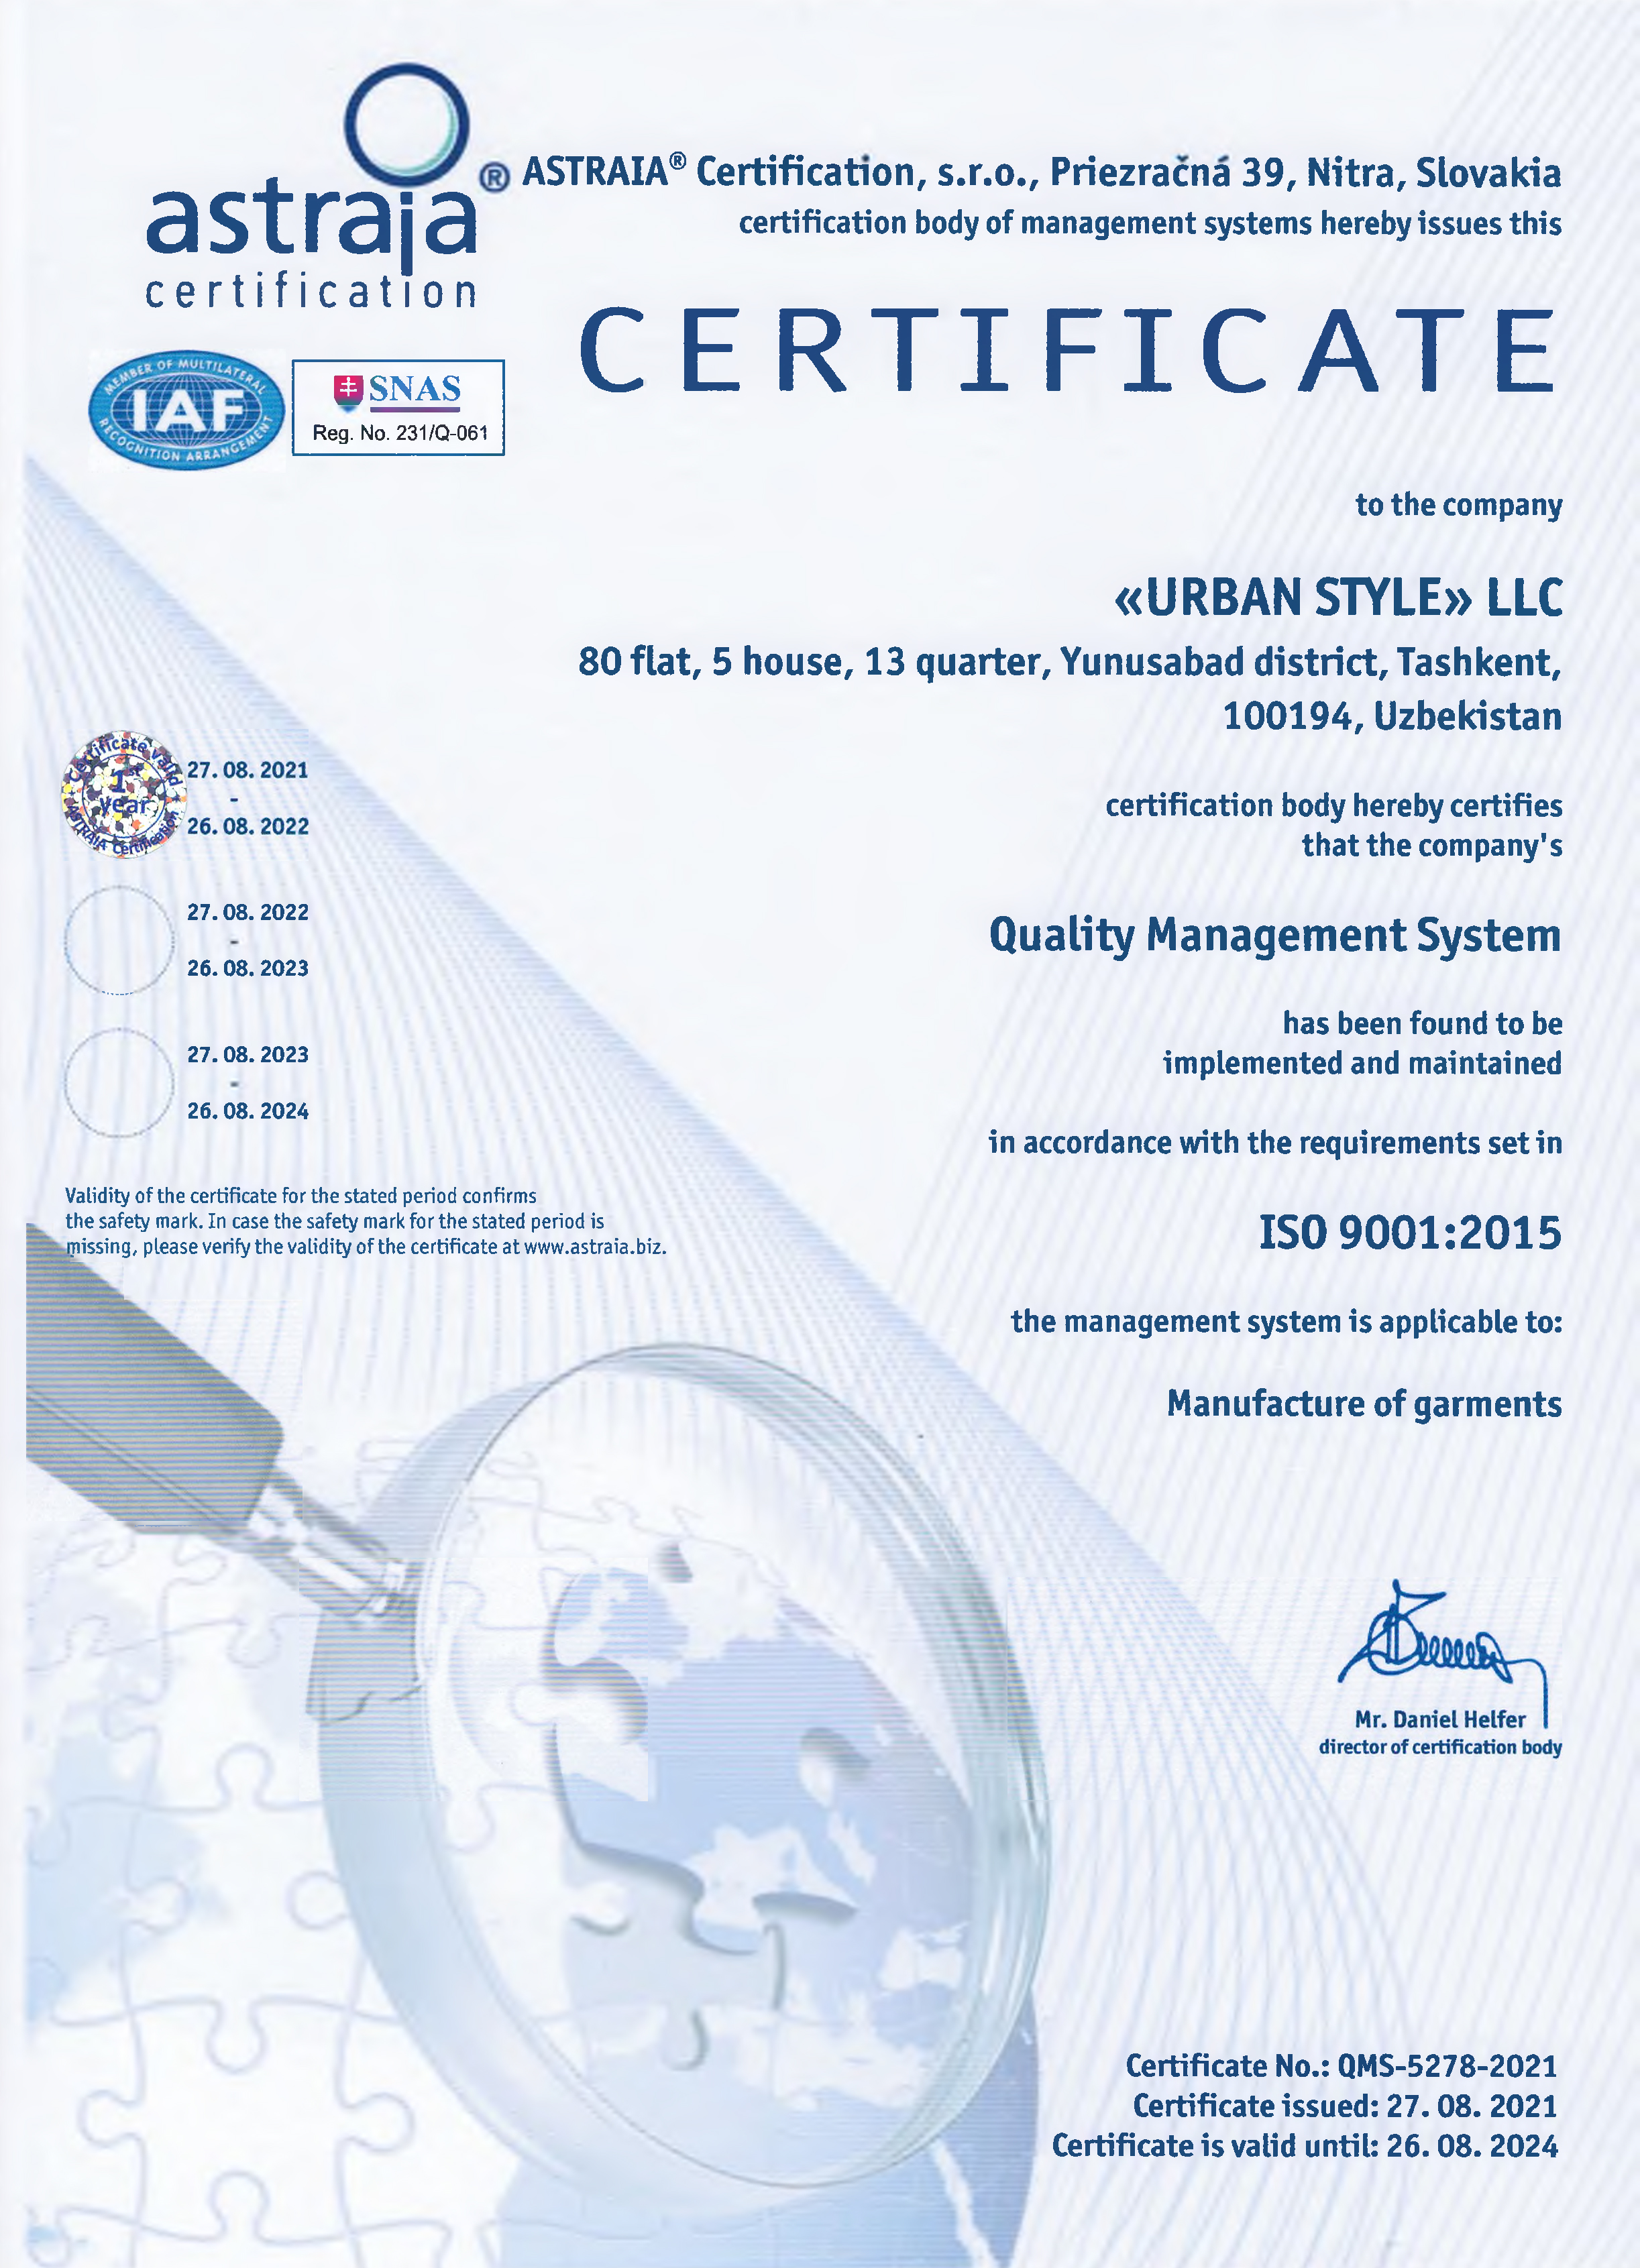 astraia®
certification
ASTRAIA® Certification, s.r.o., Priezračná 39, Nitra, Slovakia
certification body of management systems hereby issues this
CERTIFICATE
MEMBER OF MULTILATERAL
IAF
RECOGNITION ARRANGEMENT
SNAS
Reg. No. 231/Q-061
to the company
«URBAN STYLE» LLC
80 flat, 5 house, 13 quarter, Yunusabad district, Tashkent,
100194, Uzbekistan
Certificate valid
1st
year
ASTRAIA Certification
27. 08. 2021
-
26. 08. 2022
27. 08. 2022
-
26. 08. 2023
27. 08. 2023
-
26. 08. 2024
Validity of the certificate for the stated period confirms
the safety mark. In case the safety mark for the stated period is
missing, please verify the validity of the certificate at www.astraia.biz.
certification body hereby certifies
that the company's
Quality Management System
has been found to be
implemented and maintained
in accordance with the requirements set in
ISO 9001:2015
the management system is applicable to:
Manufacture of garments
Mr. Daniel Helfer
director of certification body
Certificate No.: QMS-5278-2021
Certificate issued: 27. 08. 2021
Certificate is valid until: 26. 08. 2024